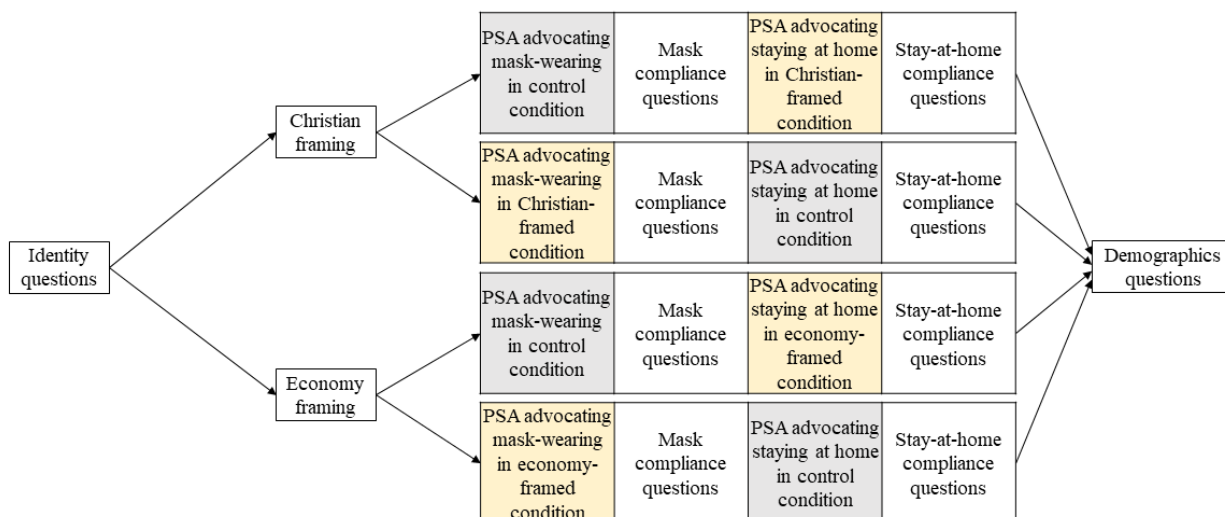 Identity
questions
Christian
framing
Economy
framing
PSA advocating
mask-wearing
in control
condition
Mask
compliance
questions
PSA advocating
staying at home
in Christian-
framed
condition
Stay-at-home
compliance
questions
PSA advocating
mask-wearing
in Christian-
framed
condition
Mask
compliance
questions
PSA advocating
staying at home
in control
condition
Stay-at-home
compliance
questions
PSA advocating
mask-wearing
in control
condition
Mask
compliance
questions
PSA advocating
staying at home
in economy-
framed
condition
Stay-at-home
compliance
questions
PSA advocating
mask-wearing
in economy-
framed
condition
Mask
compliance
questions
PSA advocating
staying at home
in control
condition
Stay-at-home
compliance
questions
Demographics
questions